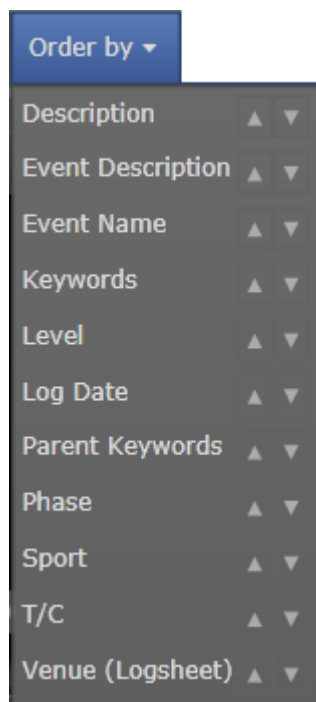 Order by
Description
Event Description
Event Name
Keywords
Level
Log Date
Parent Keywords
Phase
Sport
T/C
Venue (Logsheet)